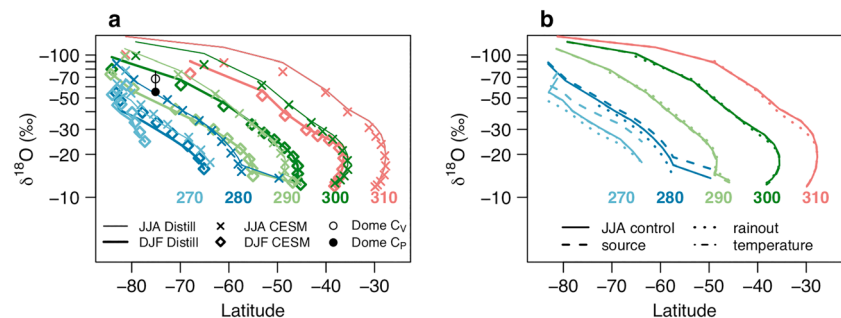 a
−100
−70
−50
−30
−20
−10
δ18O (‰)
270 280 290 300 310
JJA Distill × JJA CESM Dome CV
DJF Distill DJF CESM Dome CP
−80 −70 −60 −50 −40 −30
Latitude
b
−100
−70
−50
−30
−20
−10
δ18O (‰)
270 280 290 300 310
JJA control rainout
source temperature
−80 −70 −60 −50 −40 −30
Latitude